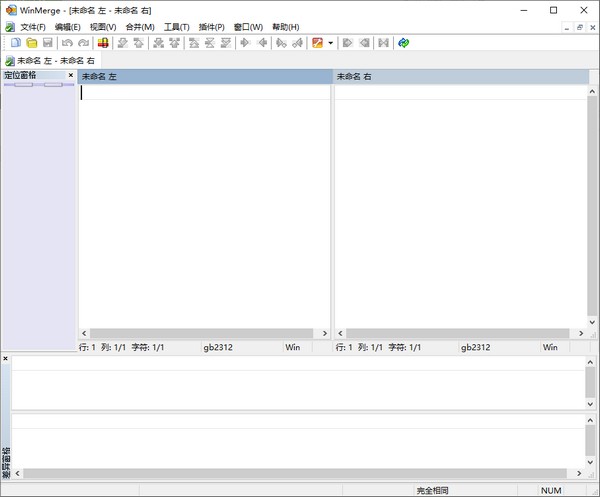 WinMerge - [未命名 左 - 未命名 右]
文件(F) 编辑(E) 视图(V) 合并(M) 工具(T) 插件(P) 窗口(W) 帮助(H)
未命名 左 - 未命名 右
定位窗格 未命名 左 未命名 右
行: 1 列: 1/1 字符: 1/1 gb2312 Win 行: 1 列: 1/1 字符: 1/1 gb2312 Win
差异窗格
完全相同 NUM